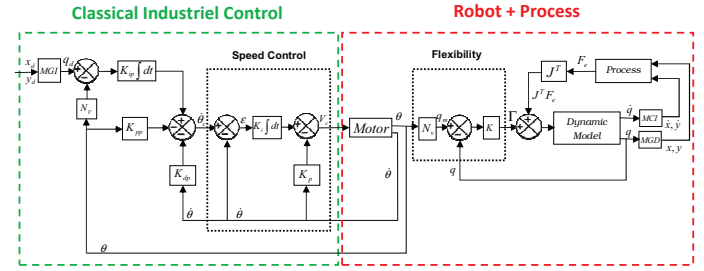 Classical Industriel Control
Robot + Process
Speed Control
Flexibility
x_d
y_d
MGI
q_d
K_ip ∫ dt
N_v
K_pp
θ̇
ε
K_i ∫ dt
V
K_dp
K_p
θ̇
θ̇
θ
Motor
θ
θ̇
N_v
q_m
K
Γ
J^T
F_e
Process
J^T F_e
Dynamic
Model
q̇
MCI
ẋ, ẏ
q
MGD
x, y
q